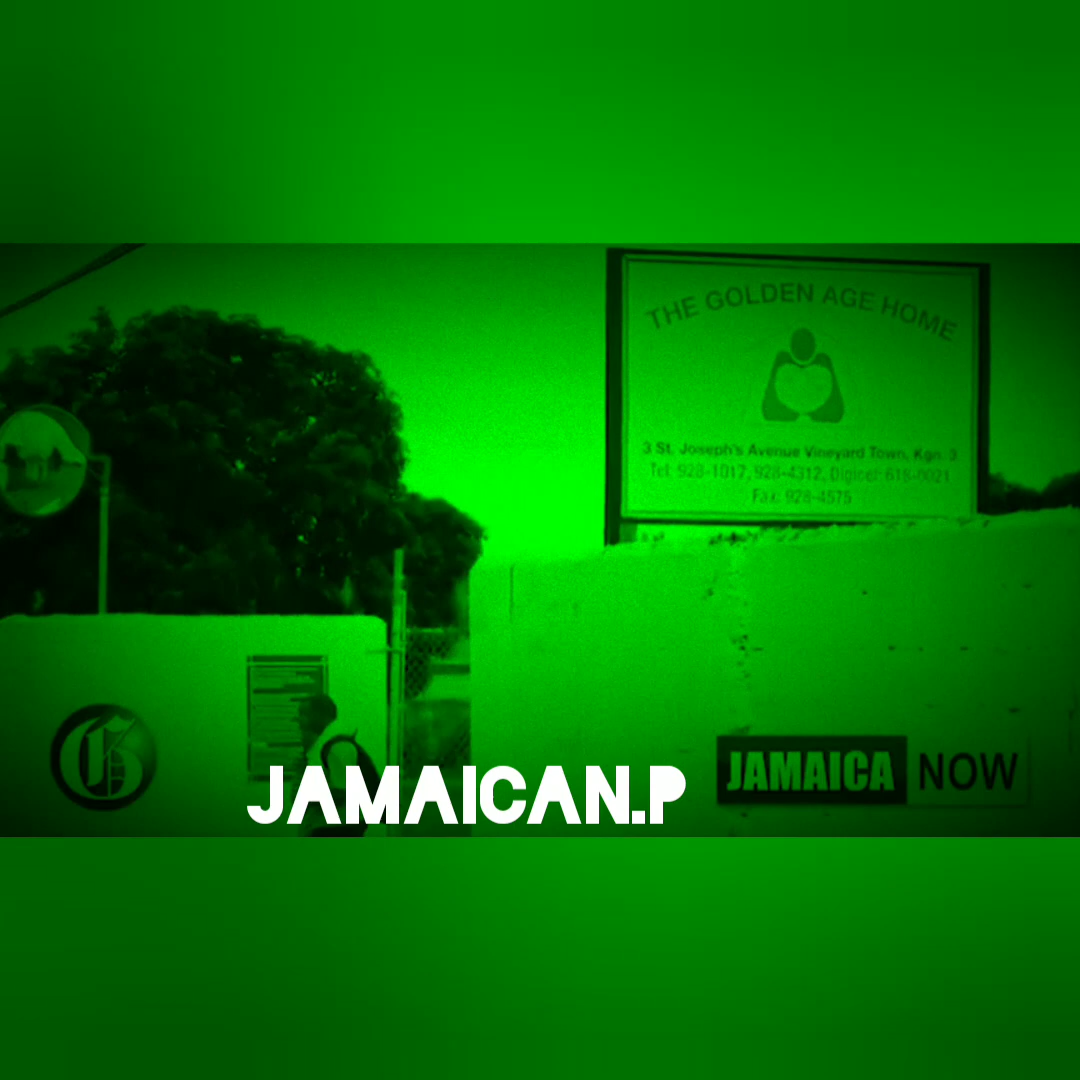 THE GOLDEN AGE HOME
3 St. Joseph's Avenue Vineyard Town, Kgn. 3
Tel: 928-1017, 928-4312, Digicel: 618-0021
Fax: 928-4575
G
JAMAICAN.P
JAMAICA NOW